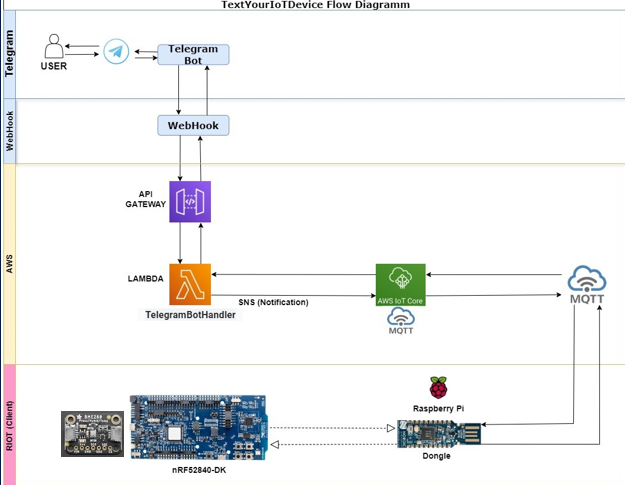 TextYourIoTDevice Flow Diagramm
Telegram
USER
Telegram
Bot
WebHook
WebHook
AWS
API
GATEWAY
LAMBDA
TelegramBotHandler
SNS (Notification)
AWS IoT Core
MQTT
MQTT
RIOT (Client)
Raspberry Pi
Dongle
nRF52840-DK